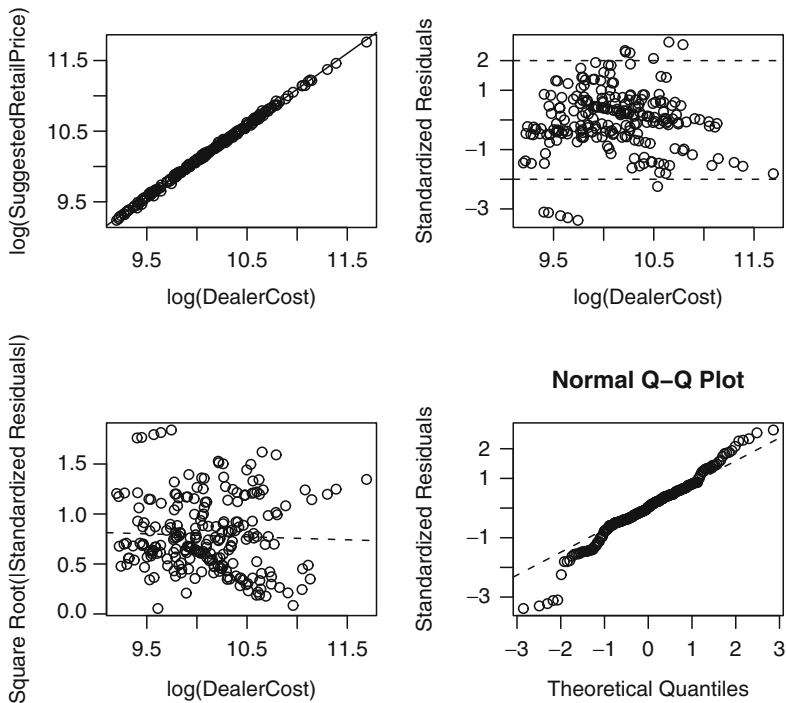 log(SuggestedRetailPrice)
11.5
10.5
9.5
9.5 10.5 11.5
log(DealerCost)
Standardized Residuals
2
1
−1
−3
9.5 10.5 11.5
log(DealerCost)
Square Root(|Standardized Residuals|)
1.5
1.0
0.5
0.0
9.5 10.5 11.5
log(DealerCost)
Normal Q−Q Plot
Standardized Residuals
2
1
−1
−3
−3 −2 −1 0 1 2 3
Theoretical Quantiles